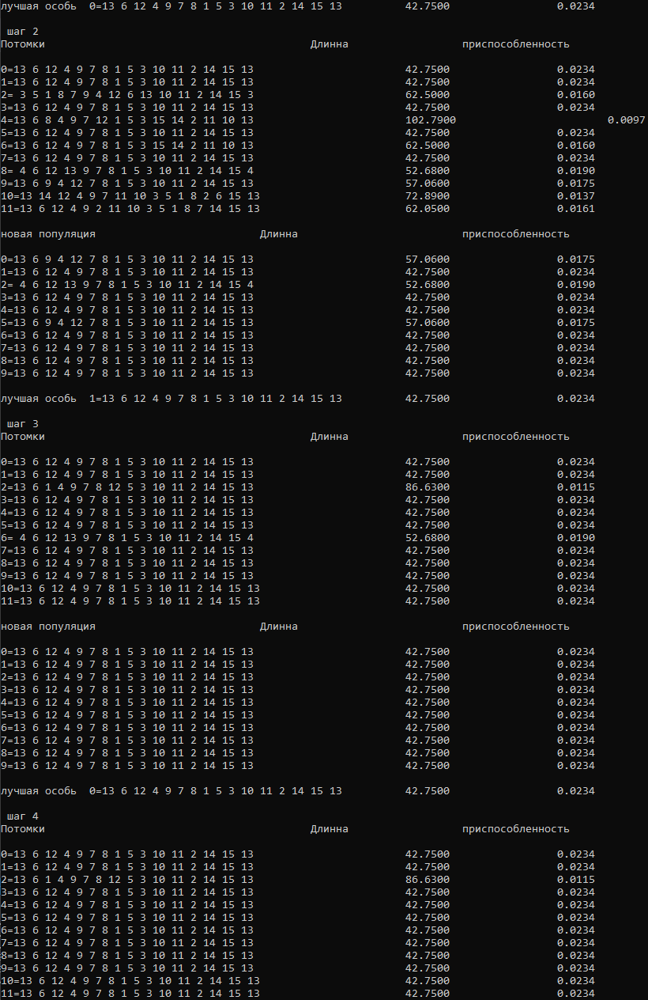 лучшая особь  0=13 6 12 4 9 7 8 1 5 3 10 11 2 14 15 13          42.7500                 0.0234
 шаг 2
Потомки                                          Длинна                  приспособленность
0=13 6 12 4 9 7 8 1 5 3 10 11 2 14 15 13                        42.7500                 0.0234
1=13 6 12 4 9 7 8 1 5 3 10 11 2 14 15 13                        42.7500                 0.0234
2= 3 5 1 8 7 9 4 12 6 13 10 11 2 14 15 3                        62.5000                 0.0160
3=13 6 12 4 9 7 8 1 5 3 10 11 2 14 15 13                        42.7500                 0.0234
4=13 6 8 4 9 7 12 1 5 3 15 14 2 11 10 13                        102.7900                        0.0097
5=13 6 12 4 9 7 8 1 5 3 10 11 2 14 15 13                        42.7500                 0.0234
6=13 6 12 4 9 7 8 1 5 3 15 14 2 11 10 13                        62.5000                 0.0160
7=13 6 12 4 9 7 8 1 5 3 10 11 2 14 15 13                        42.7500                 0.0234
8= 4 6 12 13 9 7 8 1 5 3 10 11 2 14 15 4                        52.6800                 0.0190
9=13 6 9 4 12 7 8 1 5 3 10 11 2 14 15 13                        57.0600                 0.0175
10=13 14 12 4 9 7 11 10 3 5 1 8 2 6 15 13                       72.8900                 0.0137
11=13 6 12 4 9 2 11 10 3 5 1 8 7 14 15 13                       62.0500                 0.0161
новая популяция                          Длинна                          приспособленность
0=13 6 9 4 12 7 8 1 5 3 10 11 2 14 15 13                        57.0600                 0.0175
1=13 6 12 4 9 7 8 1 5 3 10 11 2 14 15 13                        42.7500                 0.0234
2= 4 6 12 13 9 7 8 1 5 3 10 11 2 14 15 4                        52.6800                 0.0190
3=13 6 12 4 9 7 8 1 5 3 10 11 2 14 15 13                        42.7500                 0.0234
4=13 6 12 4 9 7 8 1 5 3 10 11 2 14 15 13                        42.7500                 0.0234
5=13 6 9 4 12 7 8 1 5 3 10 11 2 14 15 13                        57.0600                 0.0175
6=13 6 12 4 9 7 8 1 5 3 10 11 2 14 15 13                        42.7500                 0.0234
7=13 6 12 4 9 7 8 1 5 3 10 11 2 14 15 13                        42.7500                 0.0234
8=13 6 12 4 9 7 8 1 5 3 10 11 2 14 15 13                        42.7500                 0.0234
9=13 6 12 4 9 7 8 1 5 3 10 11 2 14 15 13                        42.7500                 0.0234
лучшая особь  1=13 6 12 4 9 7 8 1 5 3 10 11 2 14 15 13          42.7500                 0.0234
 шаг 3
Потомки                                          Длинна                  приспособленность
0=13 6 12 4 9 7 8 1 5 3 10 11 2 14 15 13                        42.7500                 0.0234
1=13 6 12 4 9 7 8 1 5 3 10 11 2 14 15 13                        42.7500                 0.0234
2=13 6 1 4 9 7 8 12 5 3 10 11 2 14 15 13                        86.6300                 0.0115
3=13 6 12 4 9 7 8 1 5 3 10 11 2 14 15 13                        42.7500                 0.0234
4=13 6 12 4 9 7 8 1 5 3 10 11 2 14 15 13                        42.7500                 0.0234
5=13 6 12 4 9 7 8 1 5 3 10 11 2 14 15 13                        42.7500                 0.0234
6= 4 6 12 13 9 7 8 1 5 3 10 11 2 14 15 4                        52.6800                 0.0190
7=13 6 12 4 9 7 8 1 5 3 10 11 2 14 15 13                        42.7500                 0.0234
8=13 6 12 4 9 7 8 1 5 3 10 11 2 14 15 13                        42.7500                 0.0234
9=13 6 12 4 9 7 8 1 5 3 10 11 2 14 15 13                        42.7500                 0.0234
10=13 6 12 4 9 7 8 1 5 3 10 11 2 14 15 13                       42.7500                 0.0234
11=13 6 12 4 9 7 8 1 5 3 10 11 2 14 15 13                       42.7500                 0.0234
новая популяция                          Длинна                          приспособленность
0=13 6 12 4 9 7 8 1 5 3 10 11 2 14 15 13                        42.7500                 0.0234
1=13 6 12 4 9 7 8 1 5 3 10 11 2 14 15 13                        42.7500                 0.0234
2=13 6 12 4 9 7 8 1 5 3 10 11 2 14 15 13                        42.7500                 0.0234
3=13 6 12 4 9 7 8 1 5 3 10 11 2 14 15 13                        42.7500                 0.0234
4=13 6 12 4 9 7 8 1 5 3 10 11 2 14 15 13                        42.7500                 0.0234
5=13 6 12 4 9 7 8 1 5 3 10 11 2 14 15 13                        42.7500                 0.0234
6=13 6 12 4 9 7 8 1 5 3 10 11 2 14 15 13                        42.7500                 0.0234
7=13 6 12 4 9 7 8 1 5 3 10 11 2 14 15 13                        42.7500                 0.0234
8=13 6 12 4 9 7 8 1 5 3 10 11 2 14 15 13                        42.7500                 0.0234
9=13 6 12 4 9 7 8 1 5 3 10 11 2 14 15 13                        42.7500                 0.0234
лучшая особь  0=13 6 12 4 9 7 8 1 5 3 10 11 2 14 15 13          42.7500                 0.0234
 шаг 4
Потомки                                          Длинна                  приспособленность
0=13 6 12 4 9 7 8 1 5 3 10 11 2 14 15 13                        42.7500                 0.0234
1=13 6 12 4 9 7 8 1 5 3 10 11 2 14 15 13                        42.7500                 0.0234
2=13 6 1 4 9 7 8 12 5 3 10 11 2 14 15 13                        86.6300                 0.0115
3=13 6 12 4 9 7 8 1 5 3 10 11 2 14 15 13                        42.7500                 0.0234
4=13 6 12 4 9 7 8 1 5 3 10 11 2 14 15 13                        42.7500                 0.0234
5=13 6 12 4 9 7 8 1 5 3 10 11 2 14 15 13                        42.7500                 0.0234
6=13 6 12 4 9 7 8 1 5 3 10 11 2 14 15 13                        42.7500                 0.0234
7=13 6 12 4 9 7 8 1 5 3 10 11 2 14 15 13                        42.7500                 0.0234
8=13 6 12 4 9 7 8 1 5 3 10 11 2 14 15 13                        42.7500                 0.0234
9=13 6 12 4 9 7 8 1 5 3 10 11 2 14 15 13                        42.7500                 0.0234
10=13 6 12 4 9 7 8 1 5 3 10 11 2 14 15 13                       42.7500                 0.0234
11=13 6 12 4 9 7 8 1 5 3 10 11 2 14 15 13                       42.7500                 0.0234